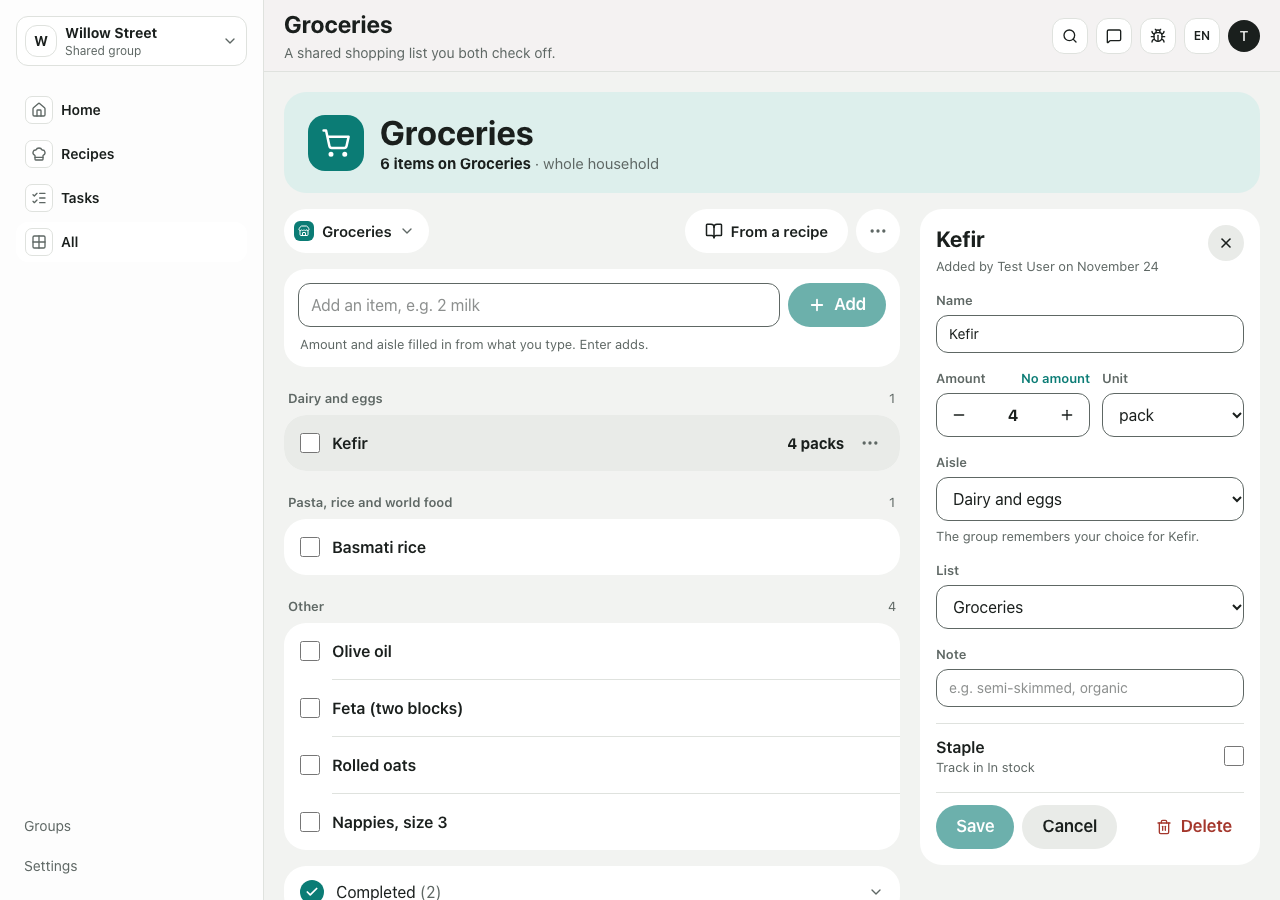 W
Willow Street
Shared group
Home
Recipes
Tasks
All
Groups
Settings
Groceries
A shared shopping list you both check off.
EN
T
Groceries
6 items on Groceries · whole household
Groceries
From a recipe
Add an item, e.g. 2 milk
Add
Amount and aisle filled in from what you type. Enter adds.
Dairy and eggs 1
Kefir 4 packs
Pasta, rice and world food 1
Basmati rice
Other 4
Olive oil
Feta (two blocks)
Rolled oats
Nappies, size 3
Completed (2)
Kefir
Added by Test User on November 24
Name
Kefir
Amount No amount Unit
4 pack
Aisle
Dairy and eggs
The group remembers your choice for Kefir.
List
Groceries
Note
e.g. semi-skimmed, organic
Staple
Track in In stock
Save Cancel Delete